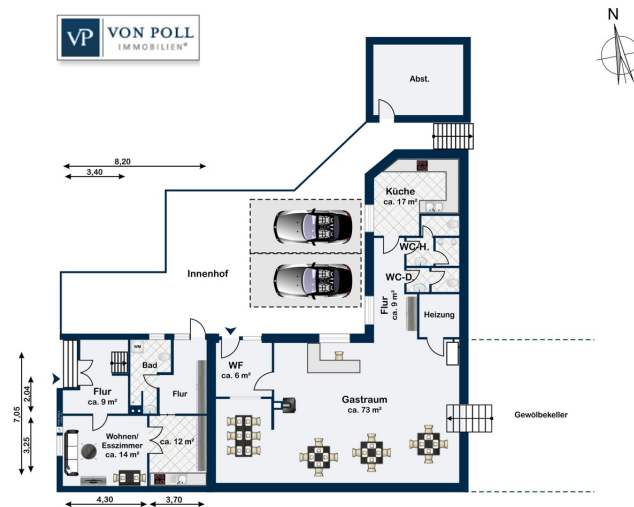 VP VON POLL
IMMOBILIEN®
N
Abst.
8,20
3,40
Küche
ca. 17 m²
WC-H.
Innenhof
WC-D.
Flur
ca. 9 m²
Heizung
WM
Bad
WF
ca. 6 m²
Flur
Flur
ca. 9 m²
7,05
2,04
3,25
Gastraum
ca. 73 m²
Gewölbekeller
Wohnen/
Esszimmer
ca. 14 m²
ca. 12 m²
4,30
3,70